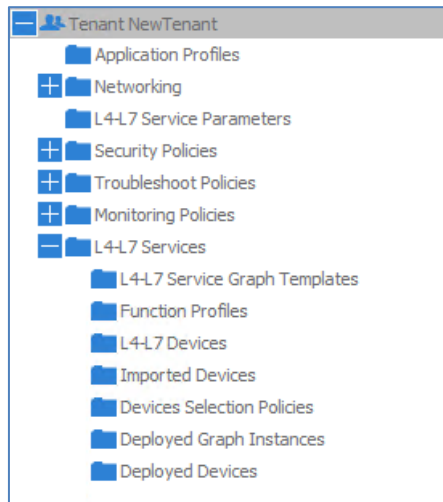 Tenant NewTenant
Application Profiles
Networking
L4-L7 Service Parameters
Security Policies
Troubleshoot Policies
Monitoring Policies
L4-L7 Services
L4-L7 Service Graph Templates
Function Profiles
L4-L7 Devices
Imported Devices
Devices Selection Policies
Deployed Graph Instances
Deployed Devices